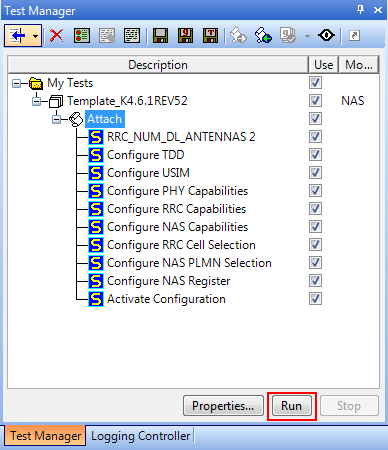 Test Manager
Description Use Mo...
My Tests
Template_K4.6.1REV52 NAS
Attach
RRC_NUM_DL_ANTENNAS 2
Configure TDD
Configure USIM
Configure PHY Capabilities
Configure RRC Capabilities
Configure NAS Capabilities
Configure RRC Cell Selection
Configure NAS PLMN Selection
Configure NAS Register
Activate Configuration
Properties... Run Stop
Test Manager Logging Controller